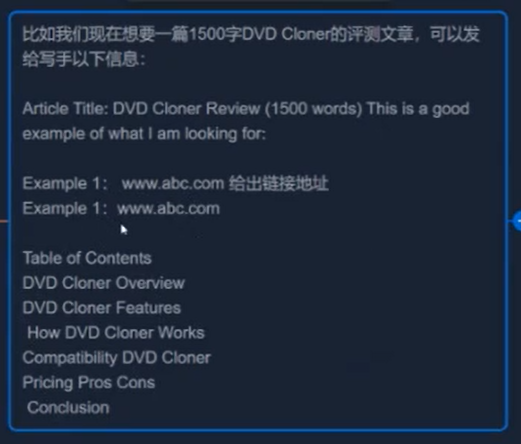 比如我们现在想要一篇1500字DVD Cloner的评测文章，可以发
给写手以下信息：
Article Title: DVD Cloner Review (1500 words) This is a good
example of what I am looking for:
Example 1： www.abc.com 给出链接地址
Example 1：www.abc.com
Table of Contents
DVD Cloner Overview
DVD Cloner Features
How DVD Cloner Works
Compatibility DVD Cloner
Pricing Pros Cons
Conclusion